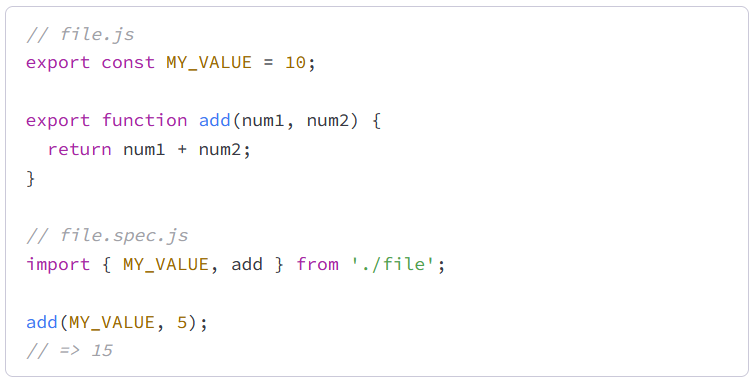 // file.js
export const MY_VALUE = 10;

export function add(num1, num2) {
  return num1 + num2;
}

// file.spec.js
import { MY_VALUE, add } from './file';

add(MY_VALUE, 5);
// => 15